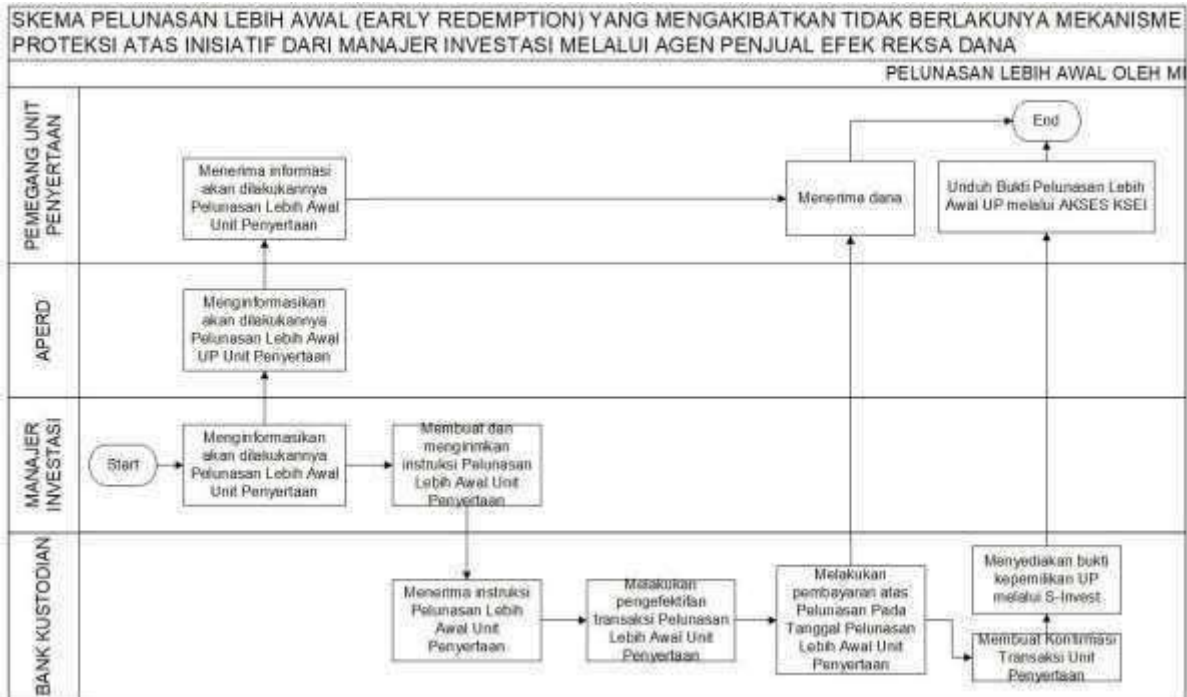 SKEMA PELUNASAN LEBIH AWAL (EARLY REDEMPTION) YANG MENGAKIBATKAN TIDAK BERLAKUNYA MEKANISME
PROTEKSI ATAS INISIATIF DARI MANAJER INVESTASI MELALUI AGEN PENJUAL EFEK REKSA DANA
PELUNASAN LEBIH AWAL OLEH MI
PEMEGANG UNIT
PENYERTAAN
Menerima informasi
akan dilakukannya
Pelunasan Lebih Awal
Unit Penyertaan
Menerima dana
End
Unduh Bukti Pelunasan Lebih
Awal UP melalui AKSES KSEI
APERD
Menginformasikan
akan dilakukannya
Pelunasan Lebih Awal
UP Unit Penyertaan
MANAJER
INVESTASI
Start
Menginformasikan
akan dilakukannya
Pelunasan Lebih Awal
Unit Penyertaan
Membuat dan
mengirimkan
instruksi Pelunasan
Lebih Awal Unit
Penyertaan
BANK KUSTODIAN
Menerima instruksi
Pelunasan Lebih
Awal Unit
Penyertaan
Melakukan
pengefektifan
transaksi Pelunasan
Lebih Awal Unit
Penyertaan
Melakukan
pembayaran atas
Pelunasan Pada
Tanggal Pelunasan
Lebih Awal Unit
Penyertaan
Menyediakan bukti
kepemilikan UP
melalui S-Invest
Membuat Konfirmasi
Transaksi Unit
Penyertaan